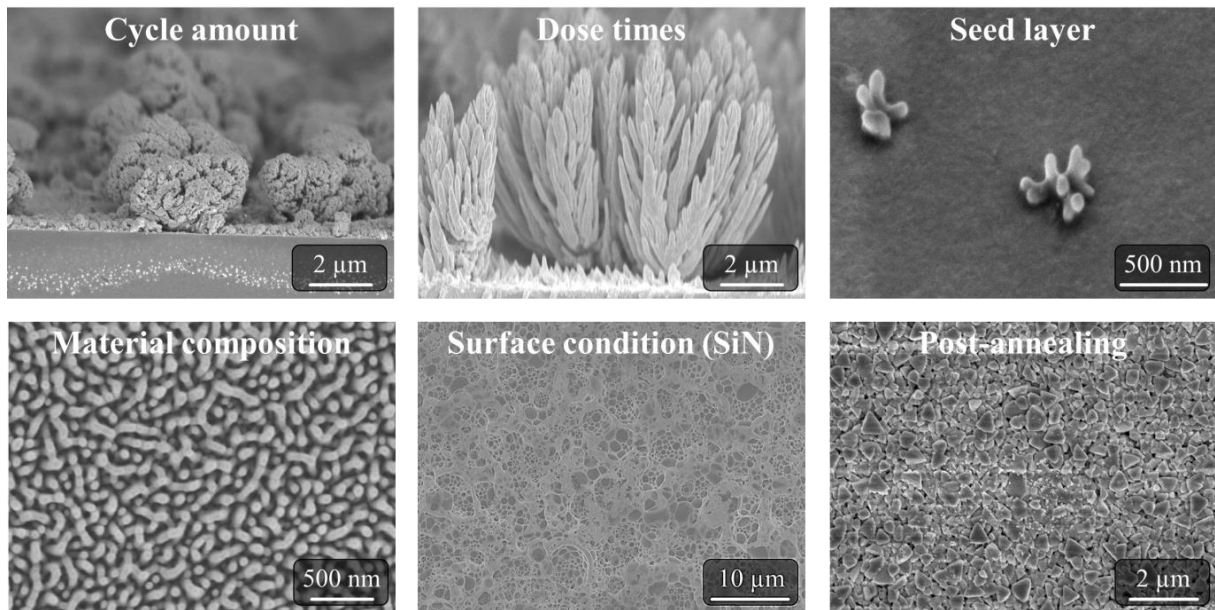 Cycle amount
Dose times
Seed layer
2 µm
2 µm
500 nm
Material composition
Surface condition (SiN)
Post-annealing
500 nm
10 µm
2 µm